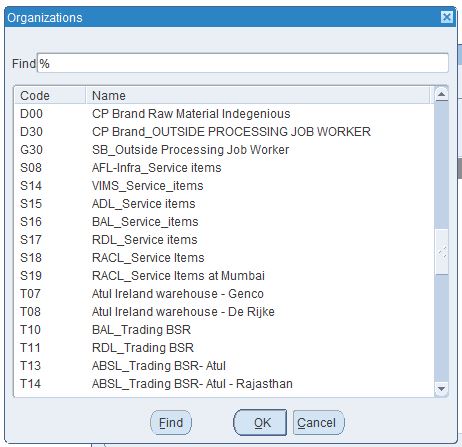 Organizations
Find %
Code Name
D00 CP Brand Raw Material Indegenious
D30 CP Brand_OUTSIDE PROCESSING JOB WORKER
G30 SB_Outside Processing Job Worker
S08 AFL-Infra_Service items
S14 VIMS_Service_items
S15 ADL_Service items
S16 BAL_Service_items
S17 RDL_Service items
S18 RACL_Service Items
S19 RACL_Service Items at Mumbai
T07 Atul Ireland warehouse - Genco
T08 Atul Ireland warehouse - De Rijke
T10 BAL_Trading BSR
T11 RDL_Trading BSR
T13 ABSL_Trading BSR- Atul
T14 ABSL_Trading BSR- Atul - Rajasthan
Find OK Cancel